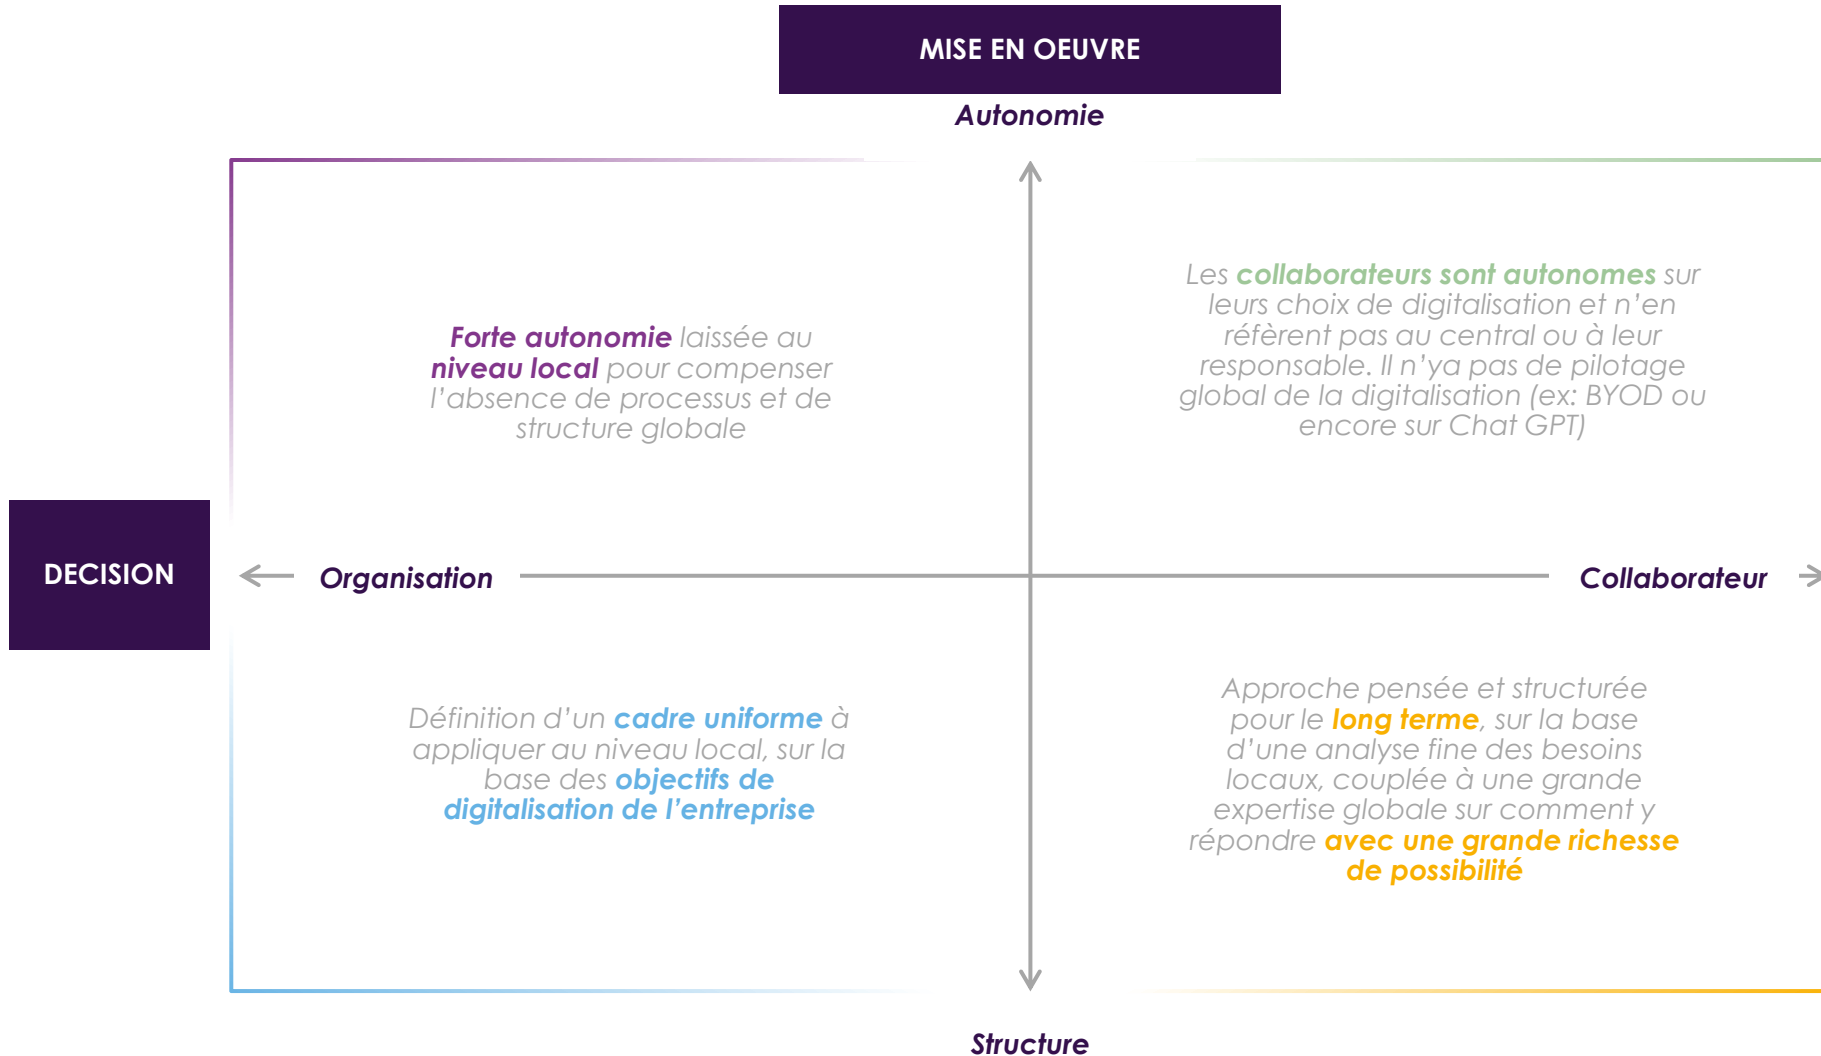 MISE EN OEUVRE
Autonomie
Forte autonomie laissée au
niveau local pour compenser
l’absence de processus et de
structure globale
Les collaborateurs sont autonomes sur
leurs choix de digitalisation et n’en
réfèrent pas au central ou à leur
responsable. Il n’ya pas de pilotage
global de la digitalisation (ex: BYOD ou
encore sur Chat GPT)
DECISION
Organisation
Collaborateur
Définition d’un cadre uniforme à
appliquer au niveau local, sur la
base des objectifs de
digitalisation de l’entreprise
Approche pensée et structurée
pour le long terme, sur la base
d’une analyse fine des besoins
locaux, couplée à une grande
expertise globale sur comment y
répondre avec une grande richesse
de possibilité
Structure